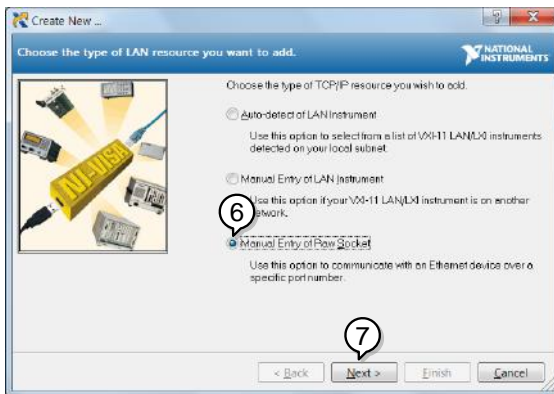 Create New ...
Choose the type of LAN resource you want to add.
NATIONAL
INSTRUMENTS
Choose the type of TCP/IP resource you wish to add.
Auto-detect of LAN Instrument
Use this option to select from a list of VXI-11 LAN/LXI instruments
detected on your local subnet.
Manual Entry of LAN Instrument
Use this option if your VXI-11 LAN/LXI instrument is on another
network.
6
Manual Entry of Raw Socket
Use this option to communicate with an Ethernet device over a
specific port number.
NI-VISA
7
< Back
Next >
Finish
Cancel